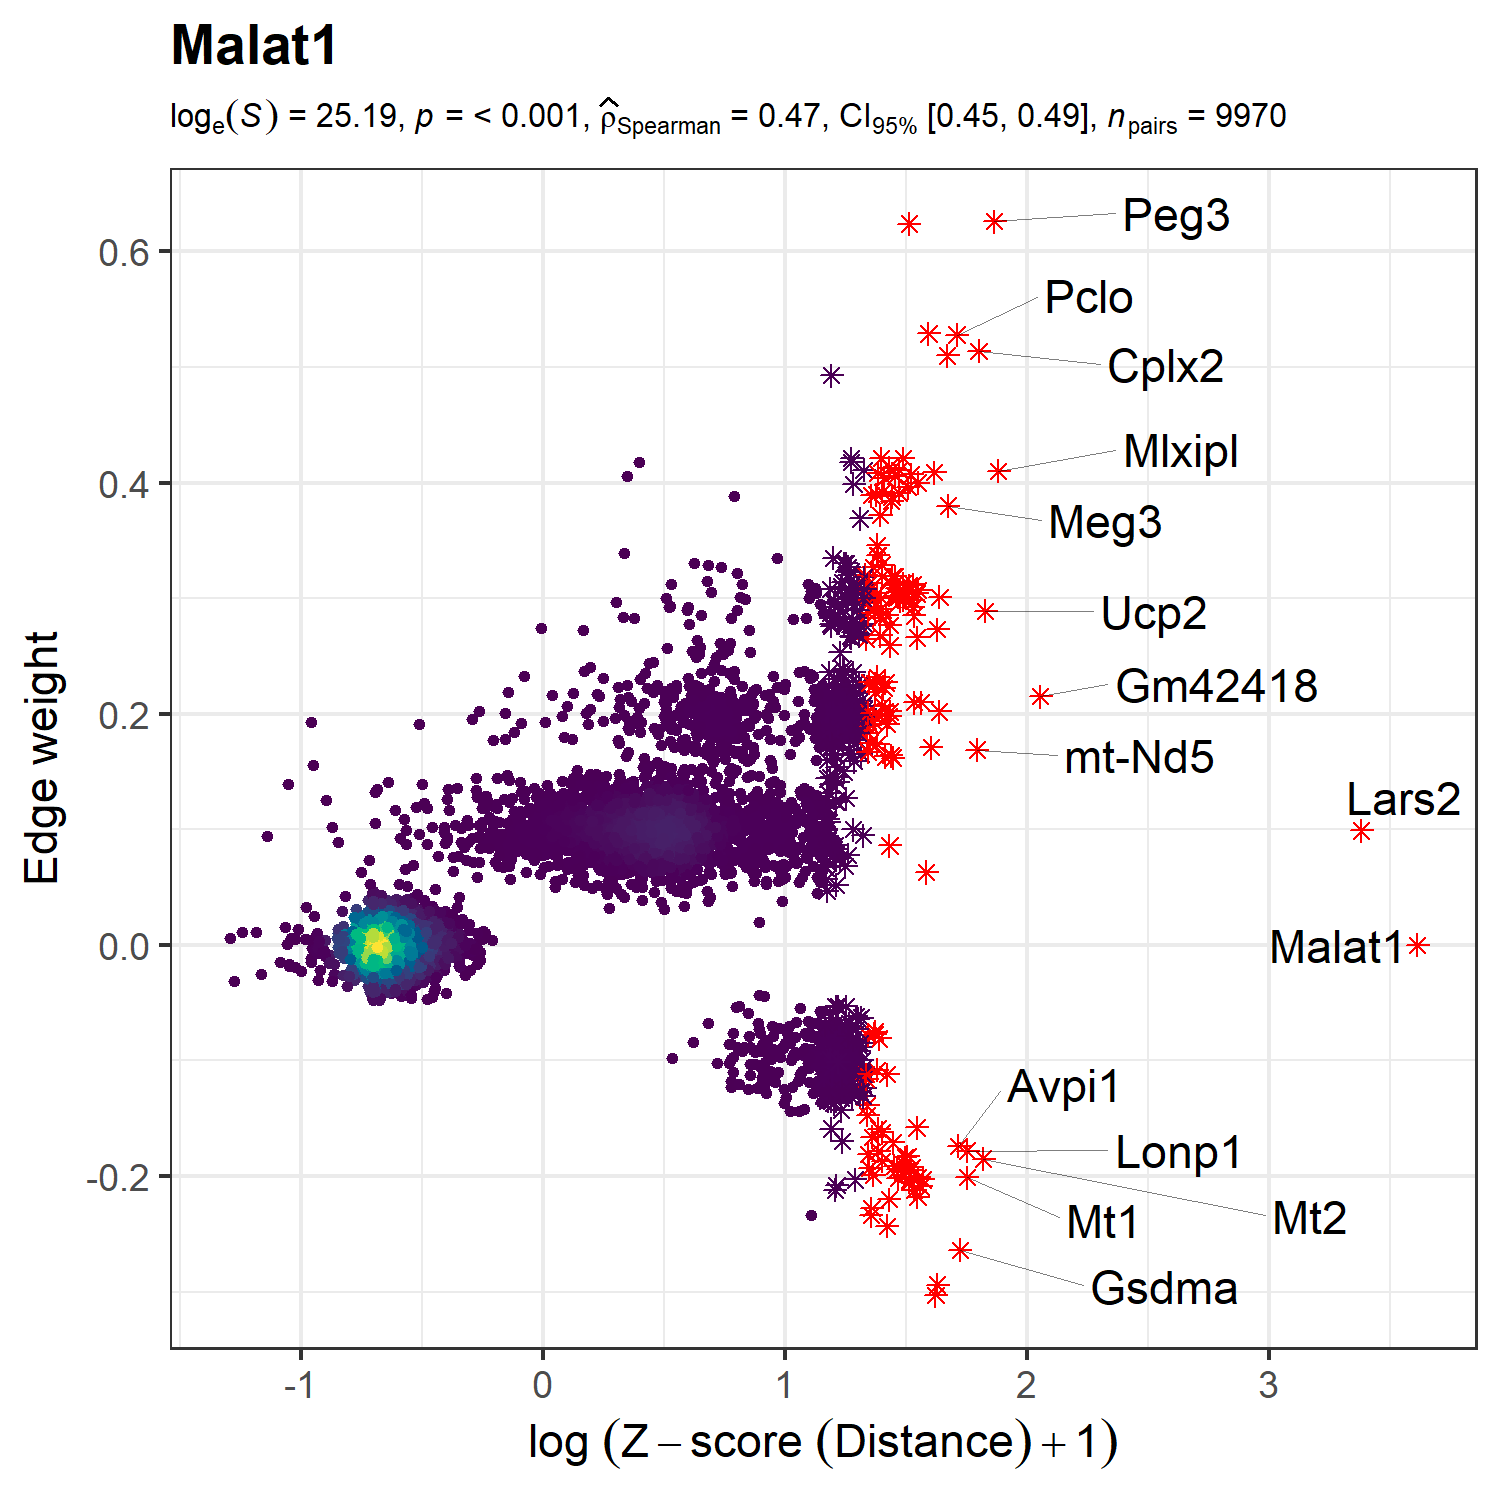 Malat1
logₑ(S) = 25.19, p = < 0.001, ρ̂Spearman = 0.47, CI95% [0.45, 0.49], npairs = 9970
Peg3
Pclo
Cplx2
Mlxipl
Meg3
Ucp2
Gm42418
mt-Nd5
Lars2
Malat1
Avpi1
Lonp1
Mt2
Mt1
Gsdma
0.6
0.4
0.2
0.0
-0.2
Edge weight
-1 0 1 2 3
log (Z − score (Distance) + 1)